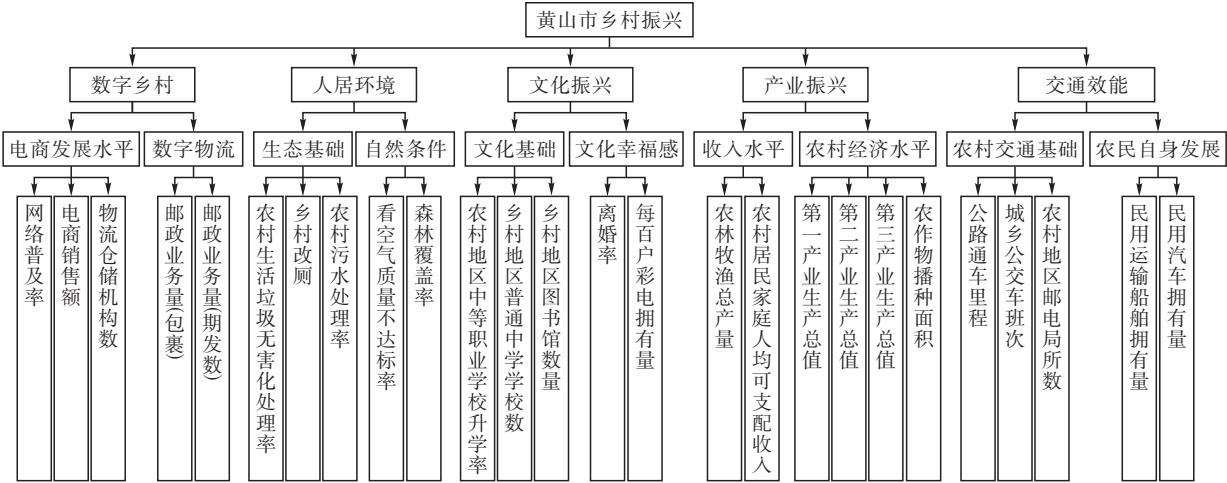 黄山市乡村振兴
数字乡村
人居环境
文化振兴
产业振兴
交通效能
电商发展水平
数字物流
生态基础
自然条件
文化基础
文化幸福感
收入水平
农村经济水平
农村交通基础
农民自身发展
网络普及率
电商销售额
物流仓储机构数
邮政业务量(包裹)
邮政业务量(期发数)
农村生活垃圾无害化处理率
乡村改厕
农村污水处理率
看空气质量不达标率
森林覆盖率
农村地区中等职业学校升学率
乡村地区普通中学学校数
乡村地区图书馆数量
离婚率
每百户彩电拥有量
农林牧渔总产量
农村居民家庭人均可支配收入
第一产业生产总值
第二产业生产总值
第三产业生产总值
农作物播种面积
公路通车里程
城乡公交车班次
农村地区邮电局所数
民用运输船舶拥有量
民用汽车拥有量